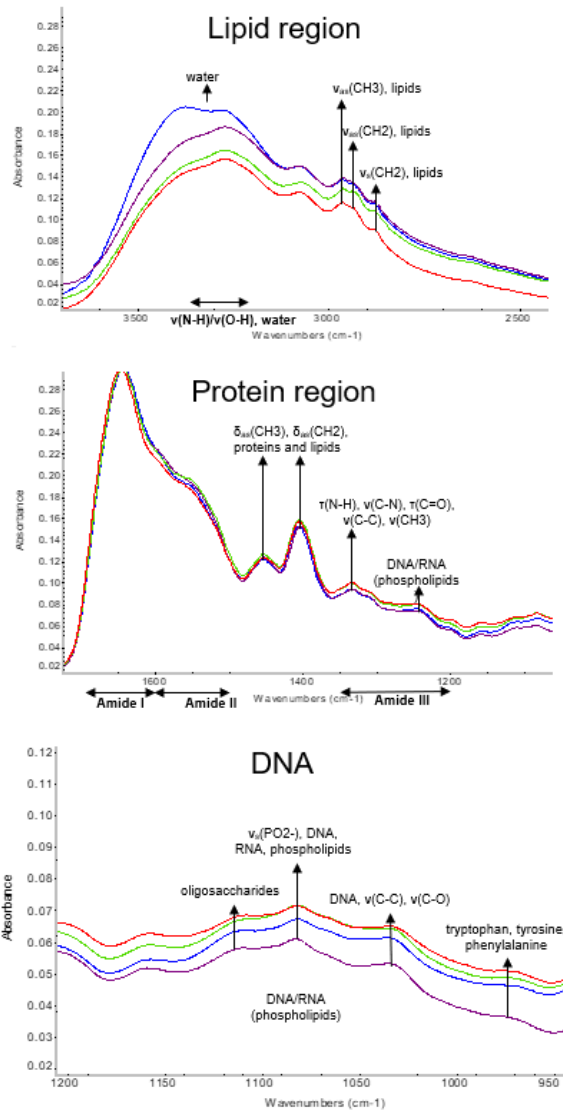 Lipid region
0.28
0.26
0.24
0.22
0.20
0.18
0.16
0.14
0.12
0.10
0.08
0.06
0.04
0.02
Absorbance
water
νas(CH3), lipids
νas(CH2), lipids
νs(CH2), lipids
3500
3000
2500
ν(N-H)/ν(O-H), water
Wavenumbers (cm-1)
Protein region
0.28
0.26
0.24
0.22
0.20
0.18
0.16
0.14
0.12
0.10
0.08
0.06
0.04
0.02
Absorbance
δas(CH3), δas(CH2),
proteins and lipids
τ(N-H), ν(C-N), τ(C=O),
ν(C-C), ν(CH3)
DNA/RNA
(phospholipids
1600
1400
1200
Wavenumbers (cm-1)
Amide I
Amide II
Amide III
DNA
0.12
0.11
0.10
0.09
0.08
0.07
0.06
0.05
0.04
0.03
0.02
Absorbance
νs(PO2-), DNA,
RNA, phospholipids
oligosaccharides
DNA, ν(C-C), ν(C-O)
tryptophan, tyrosine
phenylalanine
DNA/RNA
(phospholipids)
1200
1100
1050
1000
950
Wavenumbers (cm-1)